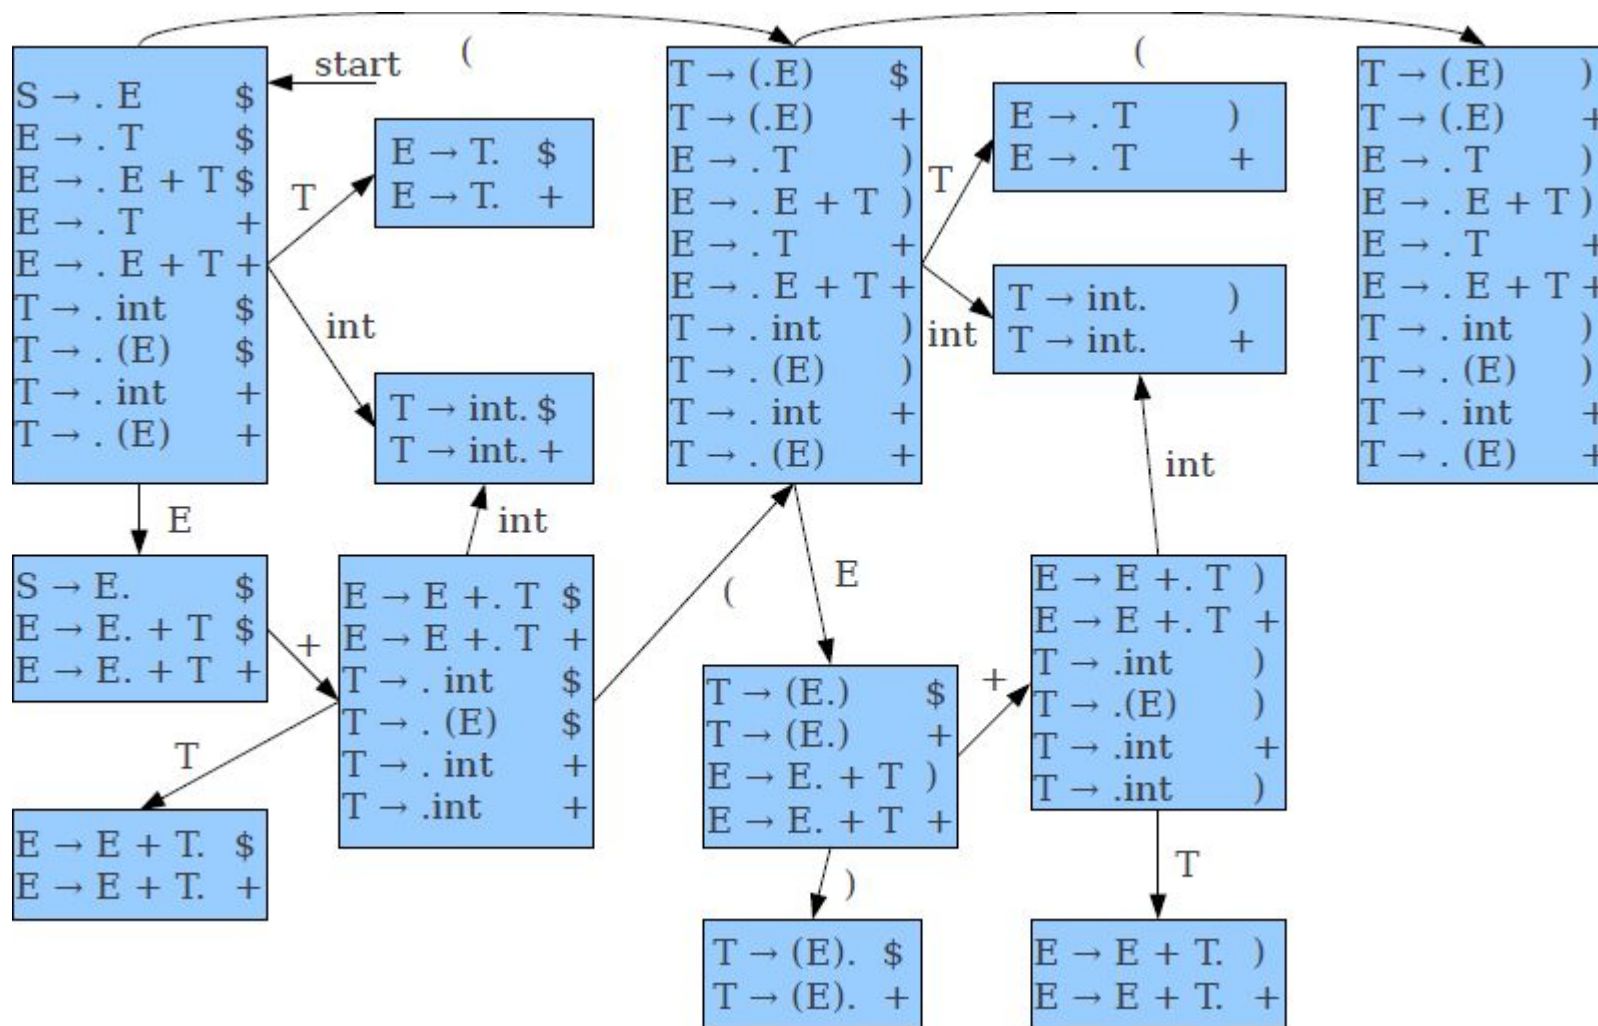 (
(
start
S → . E $
E → . T $
E → . E + T $
E → . T +
E → . E + T +
T → . int $
T → . (E) $
T → . int +
T → . (E) +
T
E → T. $
E → T. +
int
T → int. $
T → int. +
T → (.E) $
T → (.E) +
E → . T )
E → . E + T )
E → . T +
E → . E + T +
T → . int )
T → . (E) )
T → . int +
T → . (E) +
T
E → . T )
E → . T +
int
T → int. )
T → int. +
T → (.E) )
T → (.E) +
E → . T )
E → . E + T )
E → . T +
E → . E + T +
T → . int )
T → . (E) )
T → . int +
T → . (E) +
E
int
S → E. $
E → E. + T $
E → E. + T +
+
E → E +. T $
E → E +. T +
T → . int $
T → . (E) $
T → . int +
T → .int +
(
E
int
T
E → E + T. $
E → E + T. +
T → (E.) $
T → (E.) +
E → E. + T )
E → E. + T +
+
E → E +. T )
E → E +. T +
T → .int )
T → .(E) )
T → .int +
T → .int )
)
T
T → (E). $
T → (E). +
E → E + T. )
E → E + T. +